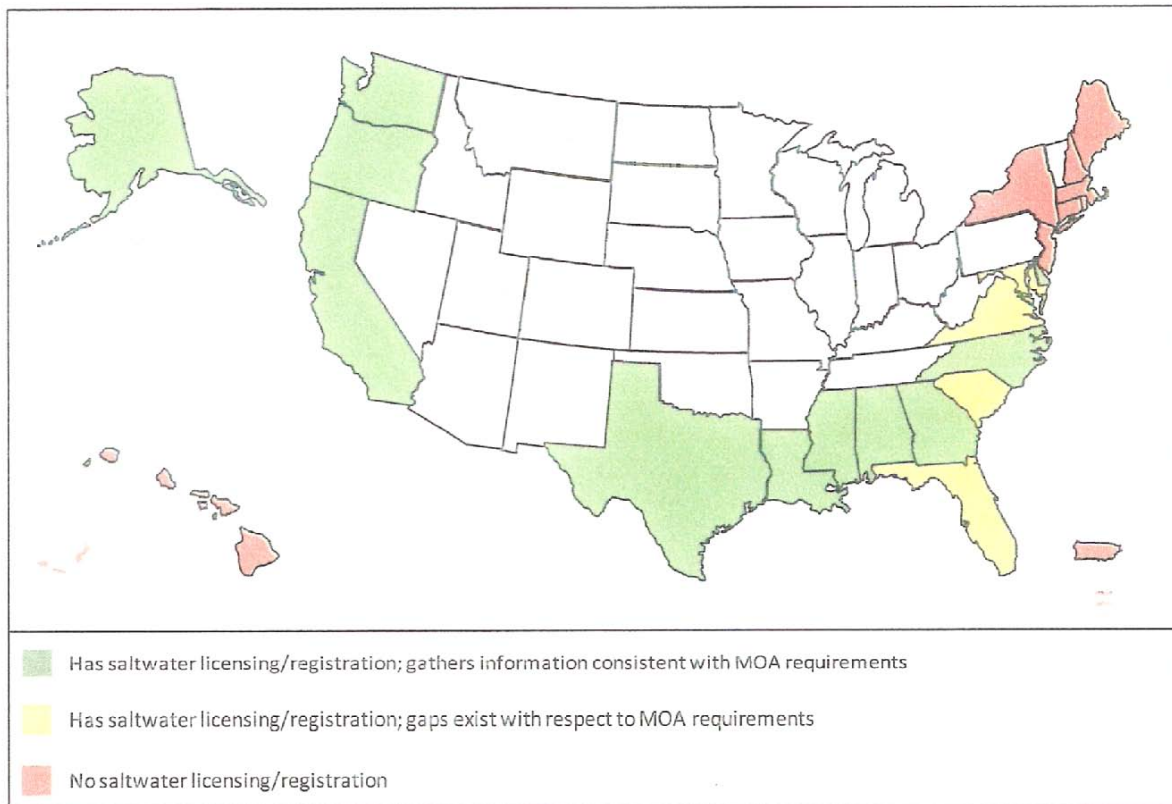 Has saltwater licensing/registration; gathers information consistent with MOA requirements
Has saltwater licensing/registration; gaps exist with respect to MOA requirements
No saltwater licensing/registration